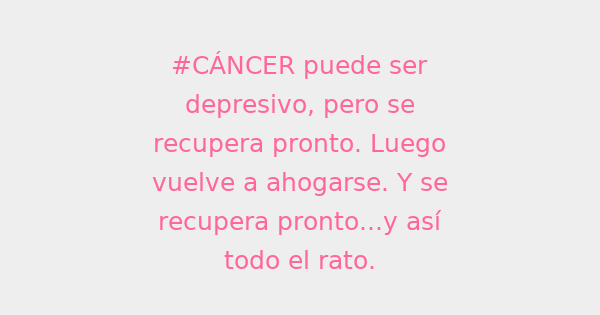 #CÁNCER puede ser
depresivo, pero se
recupera pronto. Luego
vuelve a ahogarse. Y se
recupera pronto...y así
todo el rato.